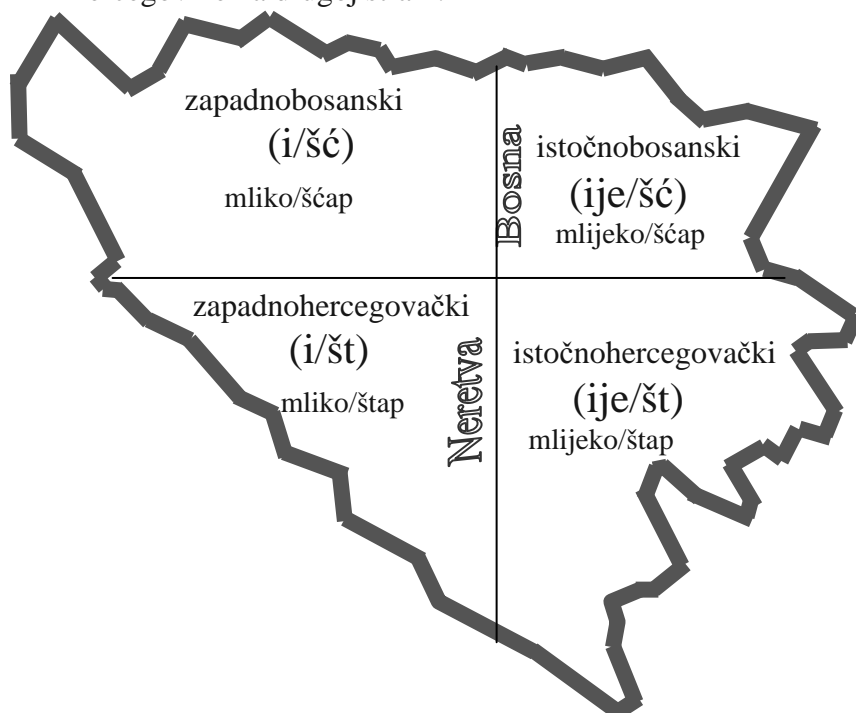 zapadnobosanski
(i/šć)
mliko/šćap
Bosna
istočnobosanski
(ije/šć)
mlijeko/šćap
zapadnohercegovački
(i/št)
mliko/štap
Neretva
istočnohercegovački
(ije/št)
mlijeko/štap